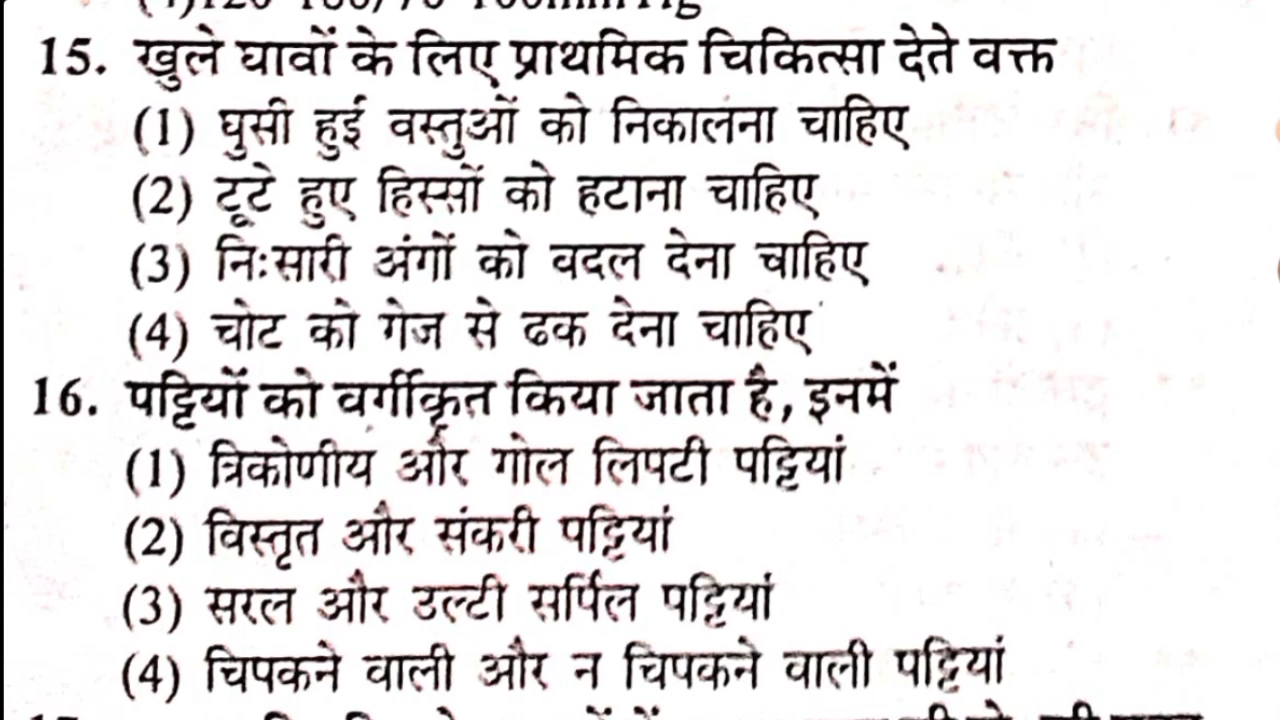 15. खुले घावों के लिए प्राथमिक चिकित्सा देते वक्त
(1) घुसी हुई वस्तुओं को निकालना चाहिए
(2) टूटे हुए हिस्सों को हटाना चाहिए
(3) निःसारी अंगों को बदल देना चाहिए
(4) चोट को गेज से ढक देना चाहिए
16. पट्टियों को वर्गीकृत किया जाता है, इनमें
(1) त्रिकोणीय और गोल लिपटी पट्टियां
(2) विस्तृत और संकरी पट्टियां
(3) सरल और उल्टी सर्पिल पट्टियां
(4) चिपकने वाली और न चिपकने वाली पट्टियां